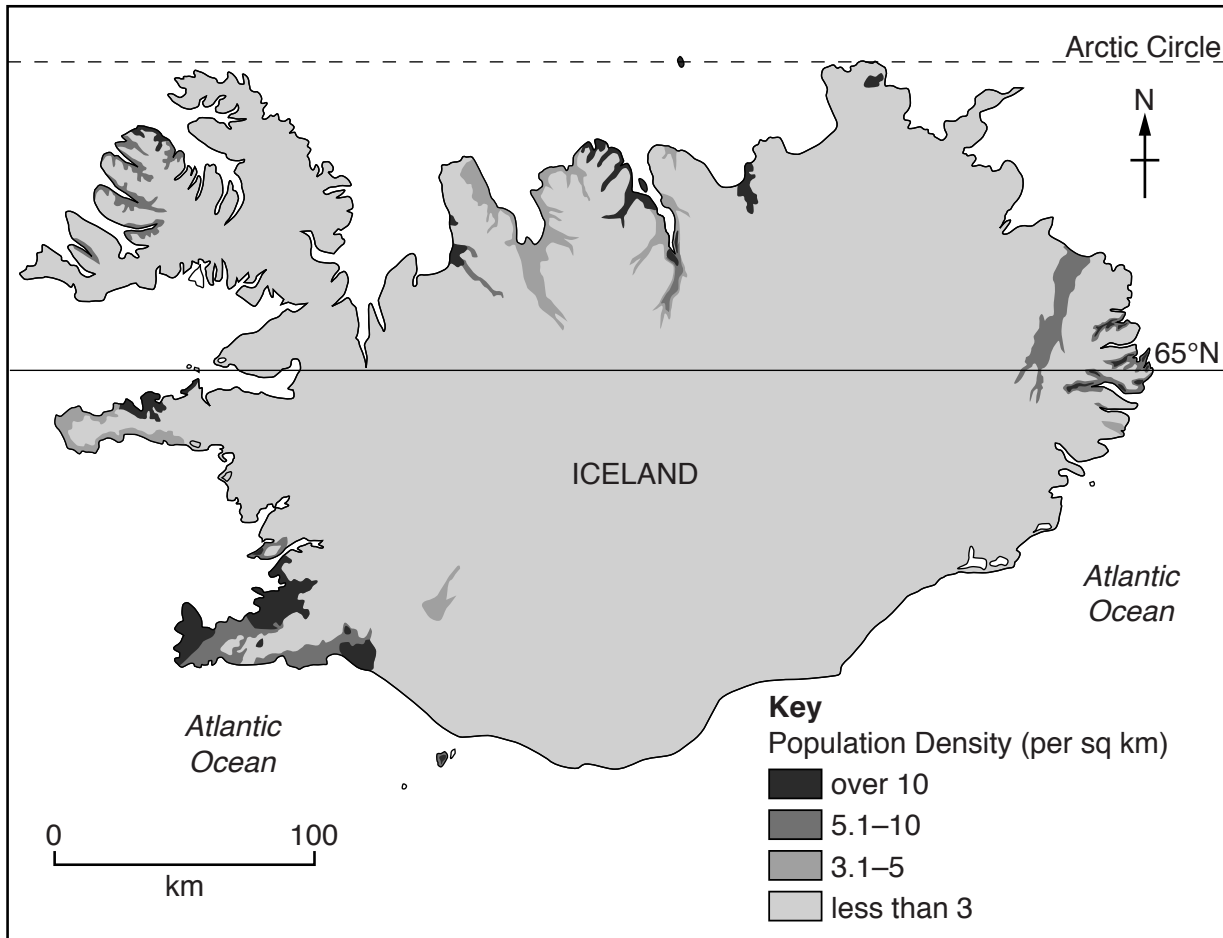 Arctic Circle
N
65°N
ICELAND
Atlantic
Ocean
Atlantic
Ocean
Key
Population Density (per sq km)
over 10
5.1–10
3.1–5
less than 3
0 100
km